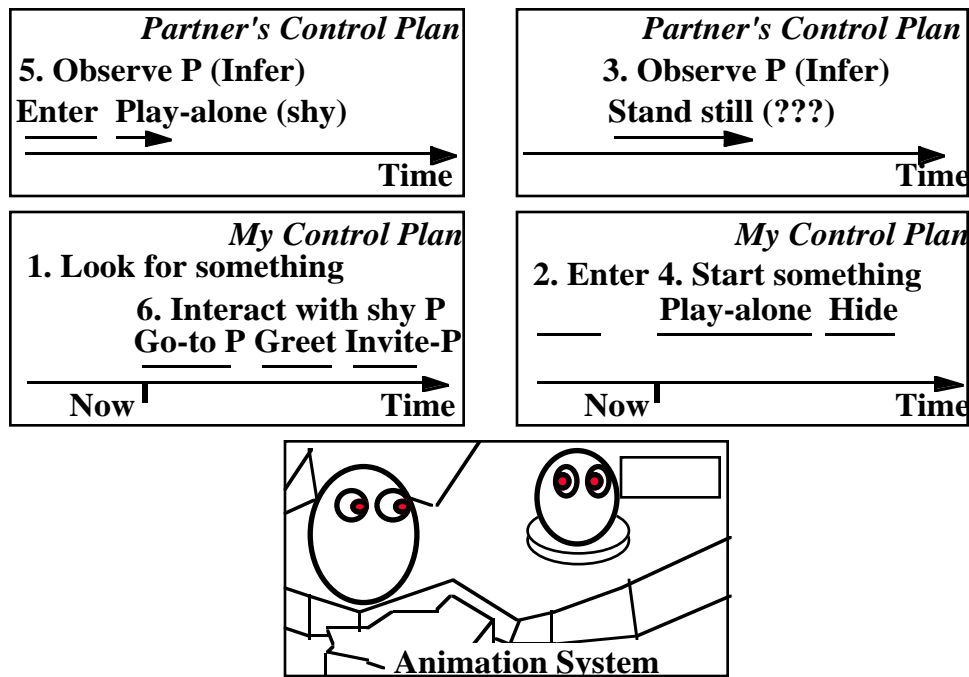 Partner's Control Plan
5. Observe P (Infer)
Enter Play-alone (shy)
Time
Partner's Control Plan
3. Observe P (Infer)
Stand still (???)
Time
My Control Plan
1. Look for something
6. Interact with shy P
Go-to P Greet Invite-P
Now Time
My Control Plan
2. Enter 4. Start something
Play-alone Hide
Now Time
Animation System